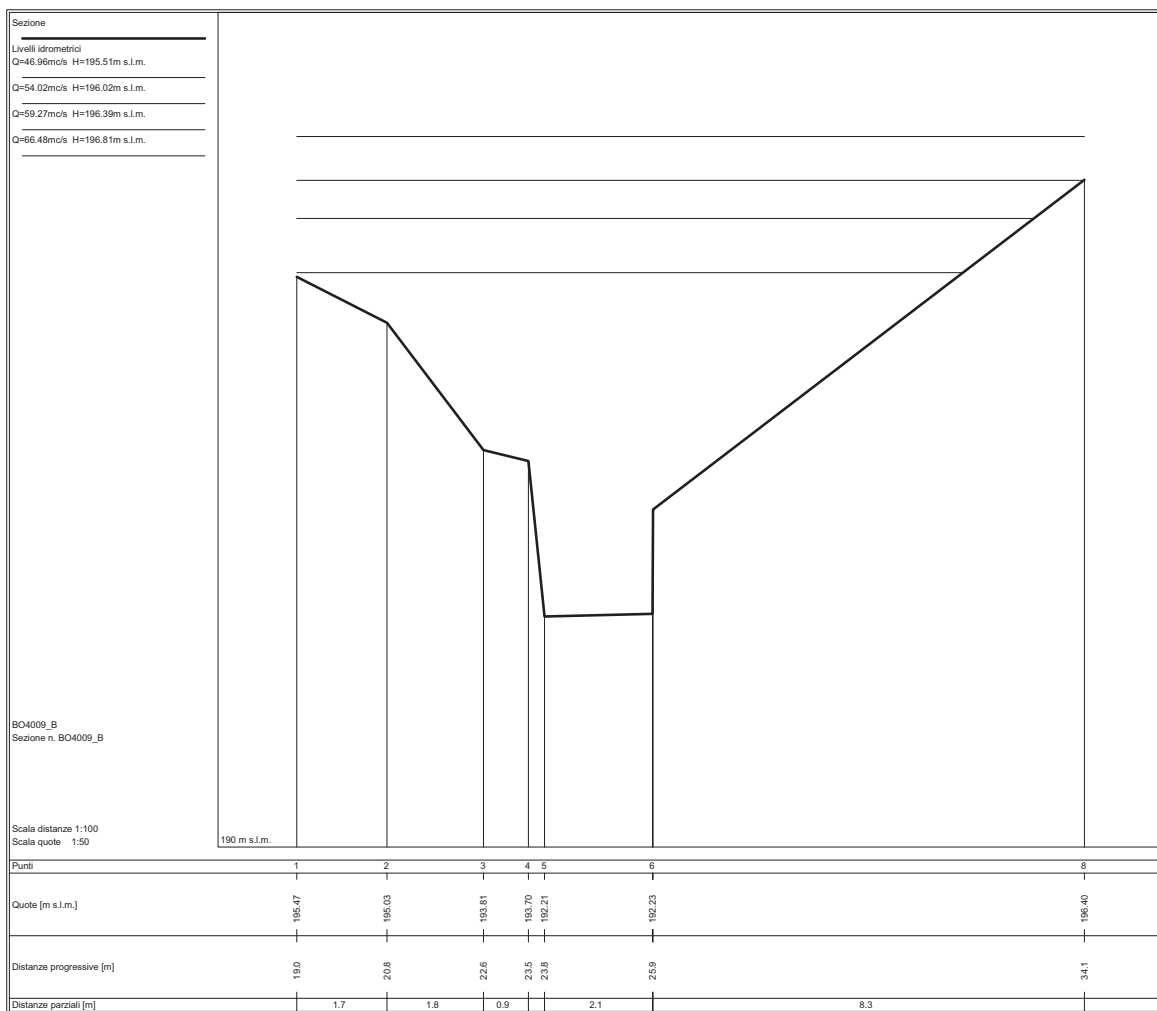 Sezione
Livelli idrometrici
Q=46.96mc/s H=195.51m s.l.m.
Q=54.02mc/s H=196.02m s.l.m.
Q=59.27mc/s H=196.39m s.l.m.
Q=66.48mc/s H=196.81m s.l.m.
BO4009_B
Sezione n. BO4009_B
Scala distanze 1:100
Scala quote 1:50
190 m s.l.m.
Punti 1 2 3 4 5 6 8
Quote [m s.l.m.] 195.47 195.03 193.81 193.70 192.21 192.23 196.40
Distanze progressive [m] 19.0 20.8 22.6 23.5 23.8 25.9 34.1
Distanze parziali [m] 1.7 1.8 0.9 2.1 8.3